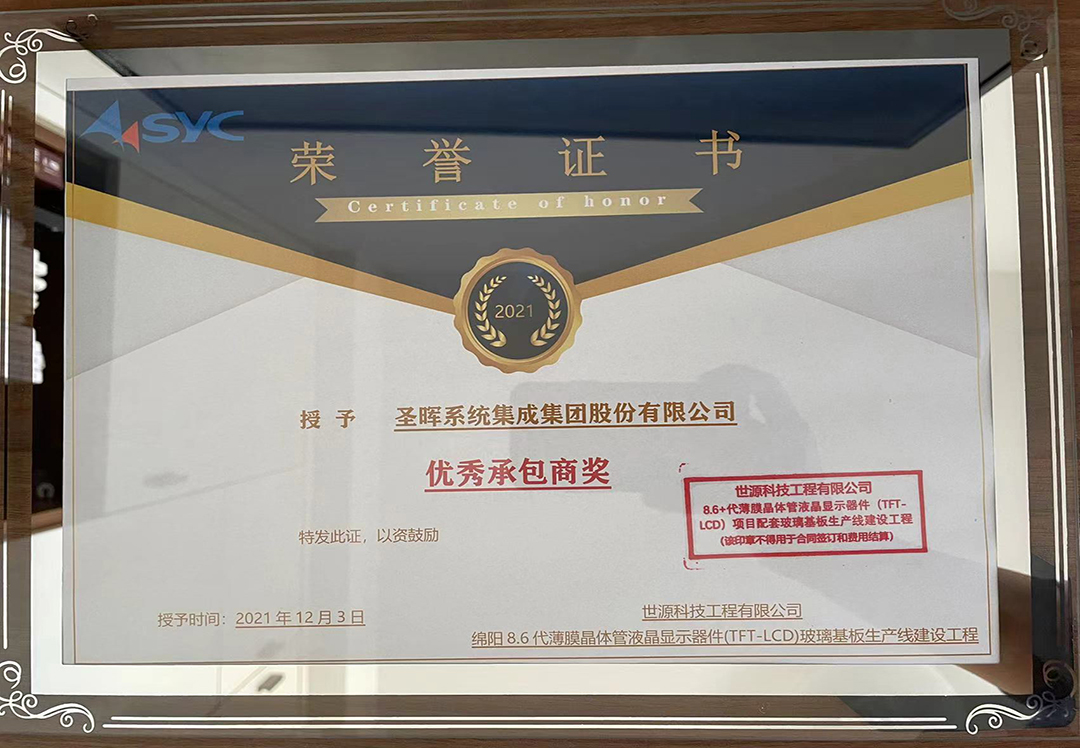 SYC
荣誉证书
Certificate of honor
2021
授予 圣晖系统集成集团股份有限公司
优秀承包商奖
世源科技工程有限公司
8.6+代薄膜晶体管液晶显示器件（TFT-
LCD）项目配套玻璃基板生产线建设工程
（该印章不得用于合同签订和费用结算）
特发此证，以资鼓励
授予时间：2021年12月3日
世源科技工程有限公司
绵阳8.6代薄膜晶体管液晶显示器件(TFT-LCD)玻璃基板生产线建设工程